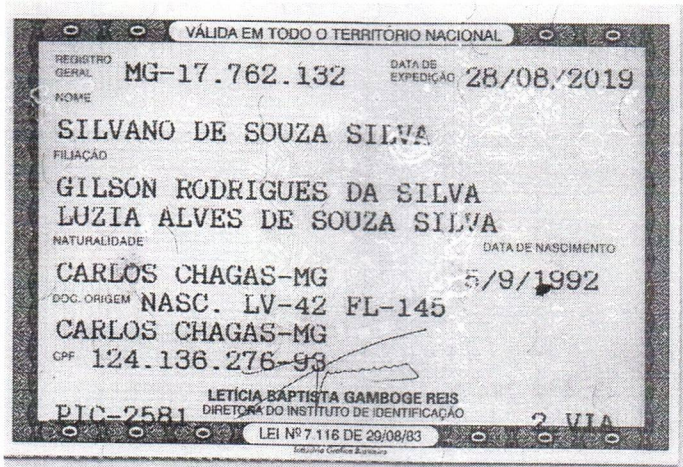 VÁLIDA EM TODO O TERRITÓRIO NACIONAL
REGISTRO GERAL MG-17.762.132 DATA DE EXPEDIÇÃO 28/08/2019
NOME
SILVANO DE SOUZA SILVA
FILIAÇÃO
GILSON RODRIGUES DA SILVA
LUZIA ALVES DE SOUZA SILVA
NATURALIDADE DATA DE NASCIMENTO
CARLOS CHAGAS-MG 5/9/1992
DOC. ORIGEM NASC. LV-42 FL-145
CARLOS CHAGAS-MG
CPF 124.136.276-93
LETÍCIA BAPTISTA GAMBOGE REIS
PIC-2581 DIRETORA DO INSTITUTO DE IDENTIFICAÇÃO 2 VIA
LEI Nº 7.116 DE 29/08/83